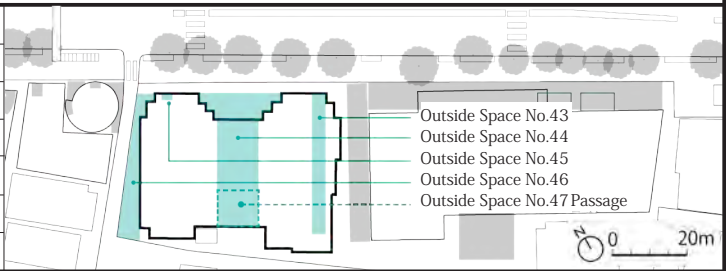 Outside Space No.43
Outside Space No.44
Outside Space No.45
Outside Space No.46
Outside Space No.47 Passage
N 0 20m